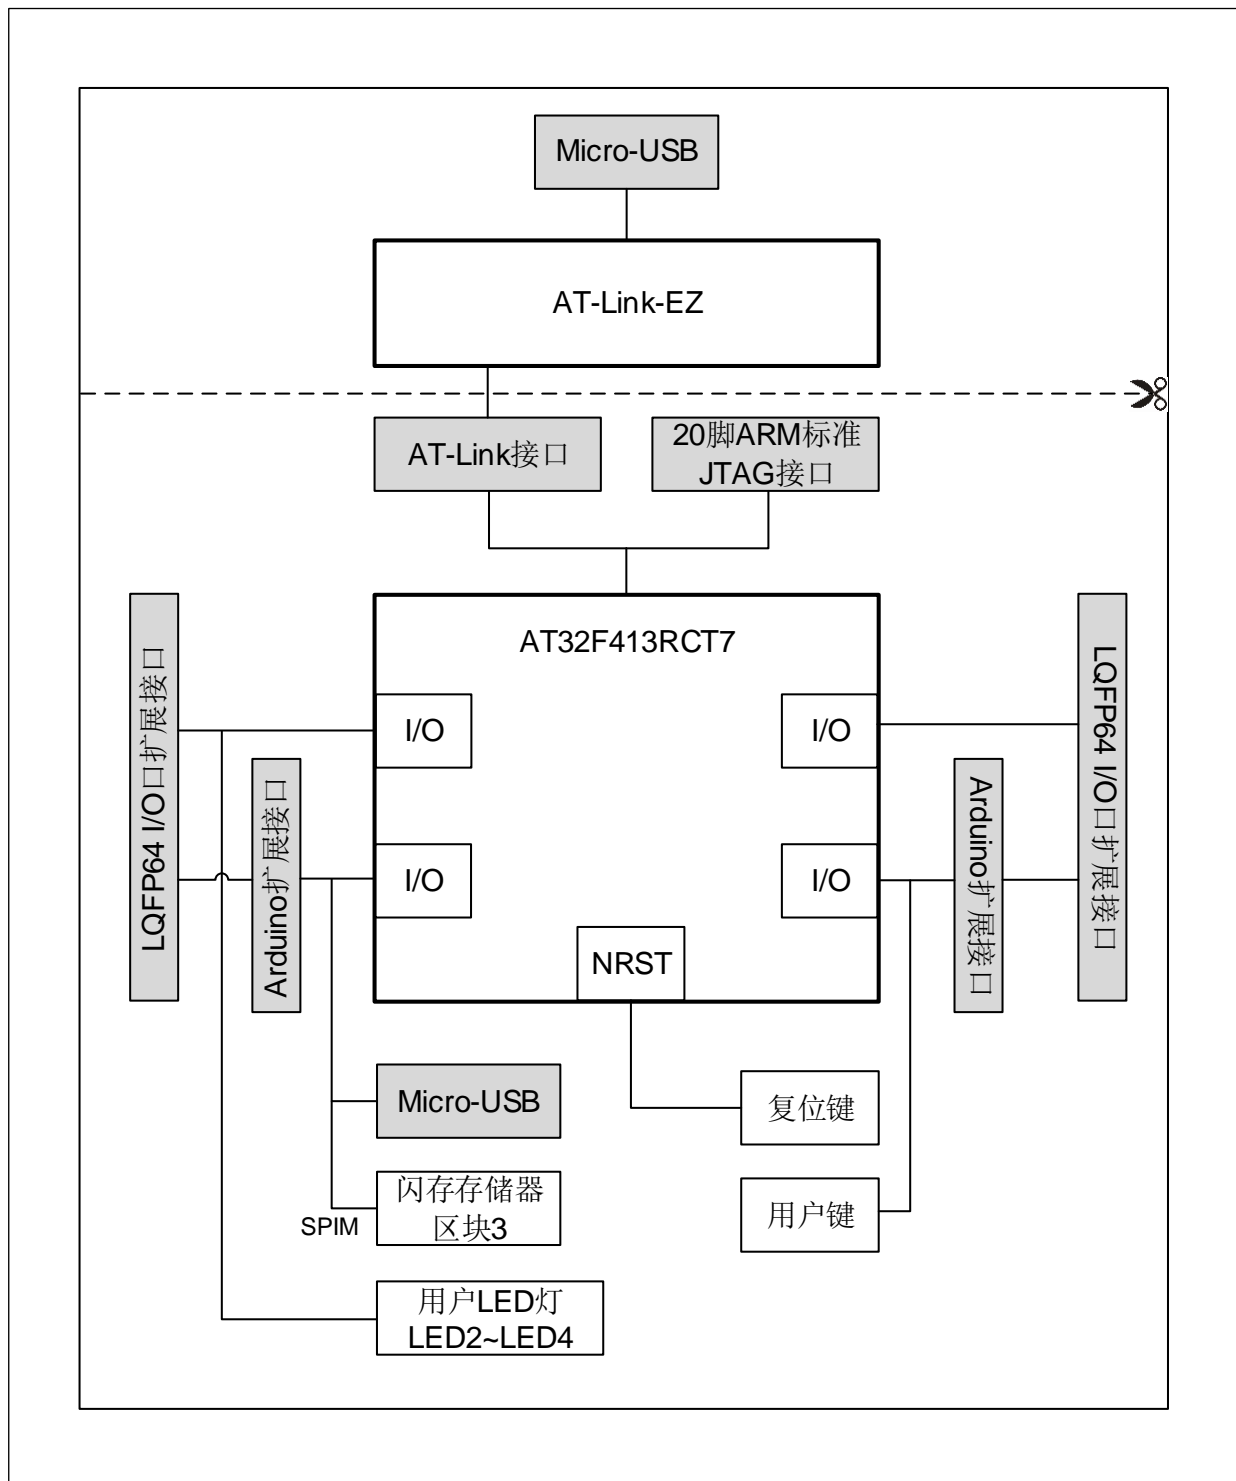 Micro-USB
AT-Link-EZ
AT-Link接口
20脚ARM标准
JTAG接口
AT32F413RCT7
LQFP64 I/O口扩展接口
Arduino扩展接口
I/O
I/O
I/O
I/O
NRST
Arduino扩展接口
LQFP64 I/O口扩展接口
Micro-USB
复位键
闪存存储器
区块3
SPIM
用户键
用户LED灯
LED2~LED4